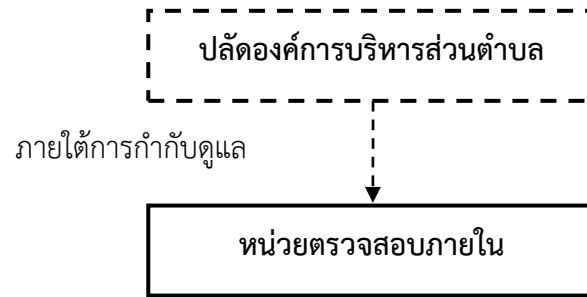 ปลัดองค์การบริหารส่วนตำบล
ภายใต้การกำกับดูแล
หน่วยตรวจสอบภายใน